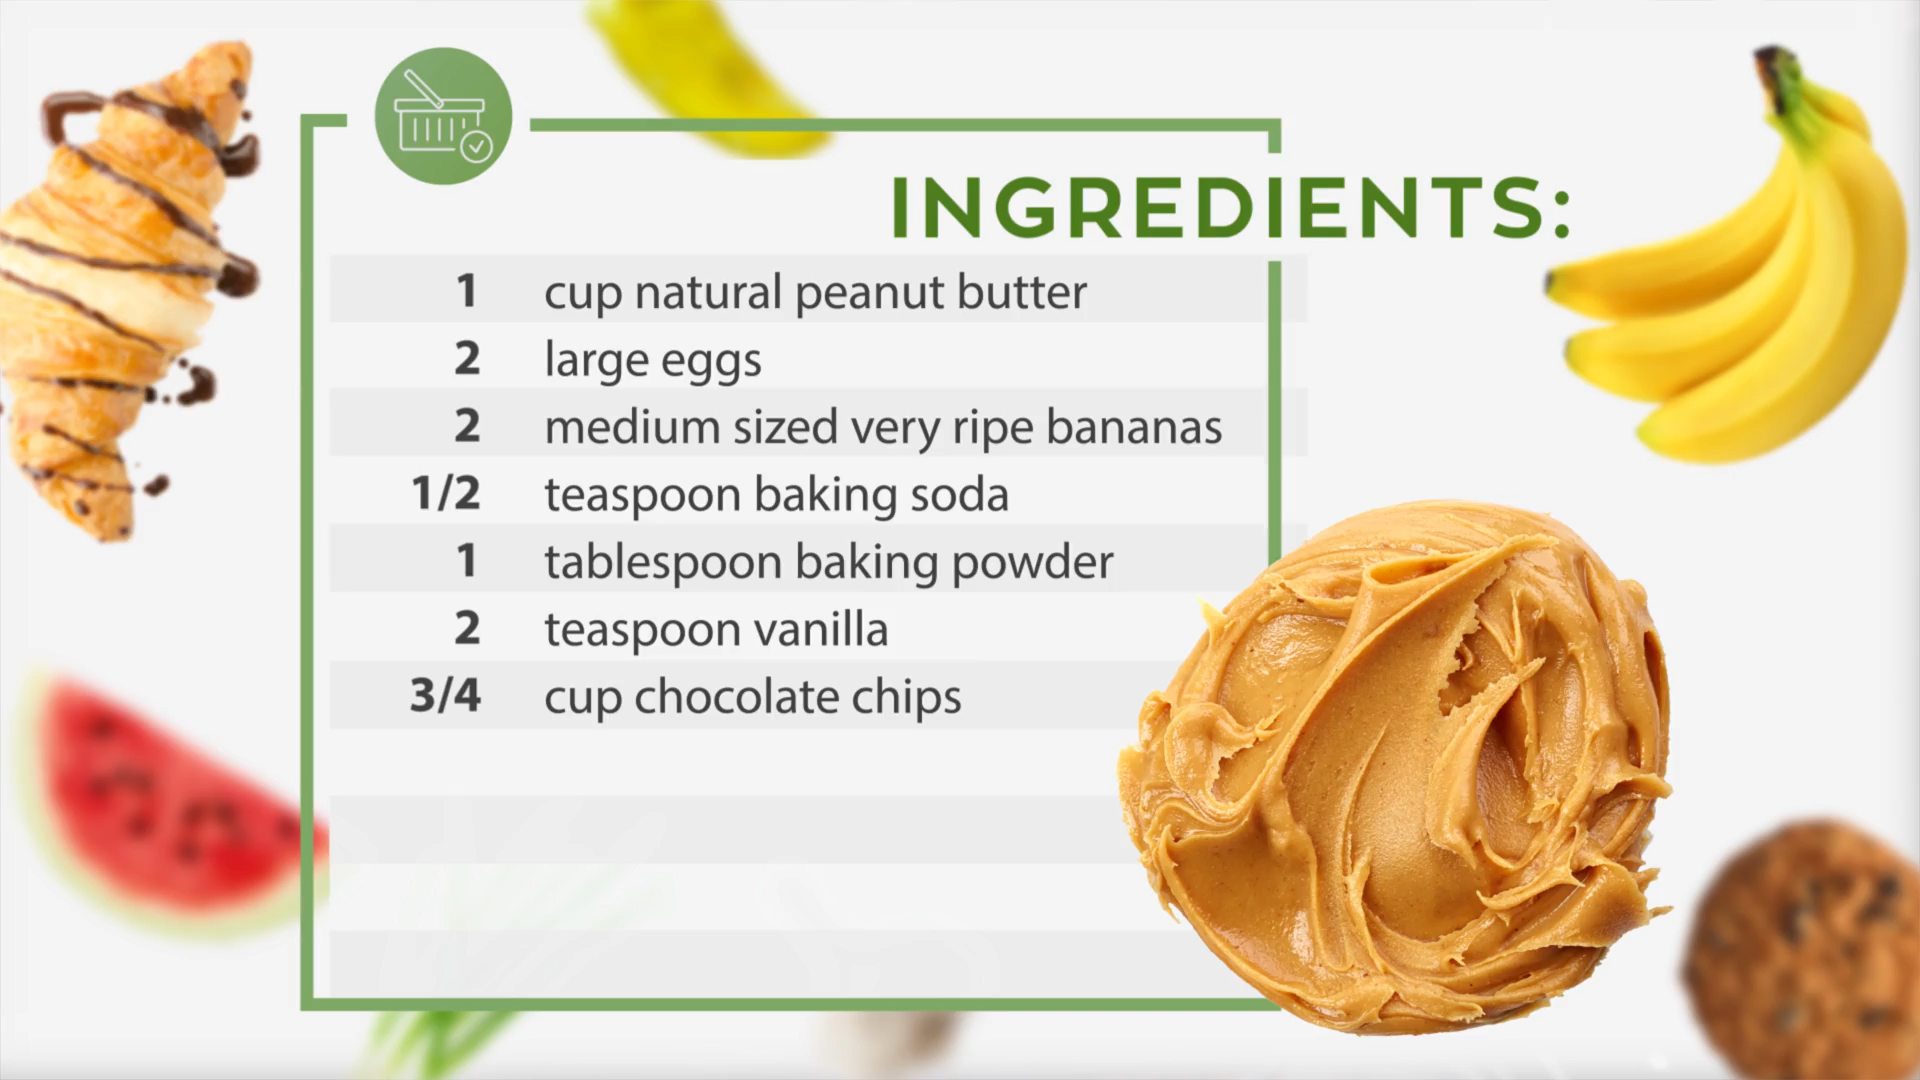 INGREDIENTS:
1 cup natural peanut butter
2 large eggs
2 medium sized very ripe bananas
1/2 teaspoon baking soda
1 tablespoon baking powder
2 teaspoon vanilla
3/4 cup chocolate chips